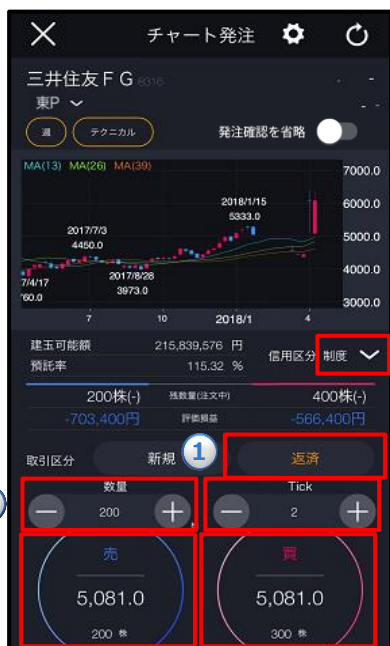 チャート発注
三井住友FG 8316
東P
週 テクニカル 発注確認を省略
MA(13) MA(26) MA(39)
7000.0
6000.0
5000.0
4000.0
3000.0
2018/1/15
5333.0
2017/7/3
4450.0
2017/8/28
3973.0
7/4/17
760.0
7 10 2018/1 4
建玉可能額 215,839,576 円
預託率 115.32 %
信用区分 制度
200株(-) 残数量(注文中) 400株(-)
-703,400円 評価損益 -566,400円
取引区分 新規 1 返済
数量 Tick
200 2
売 買
5,081.0 5,081.0
200 株 300 株